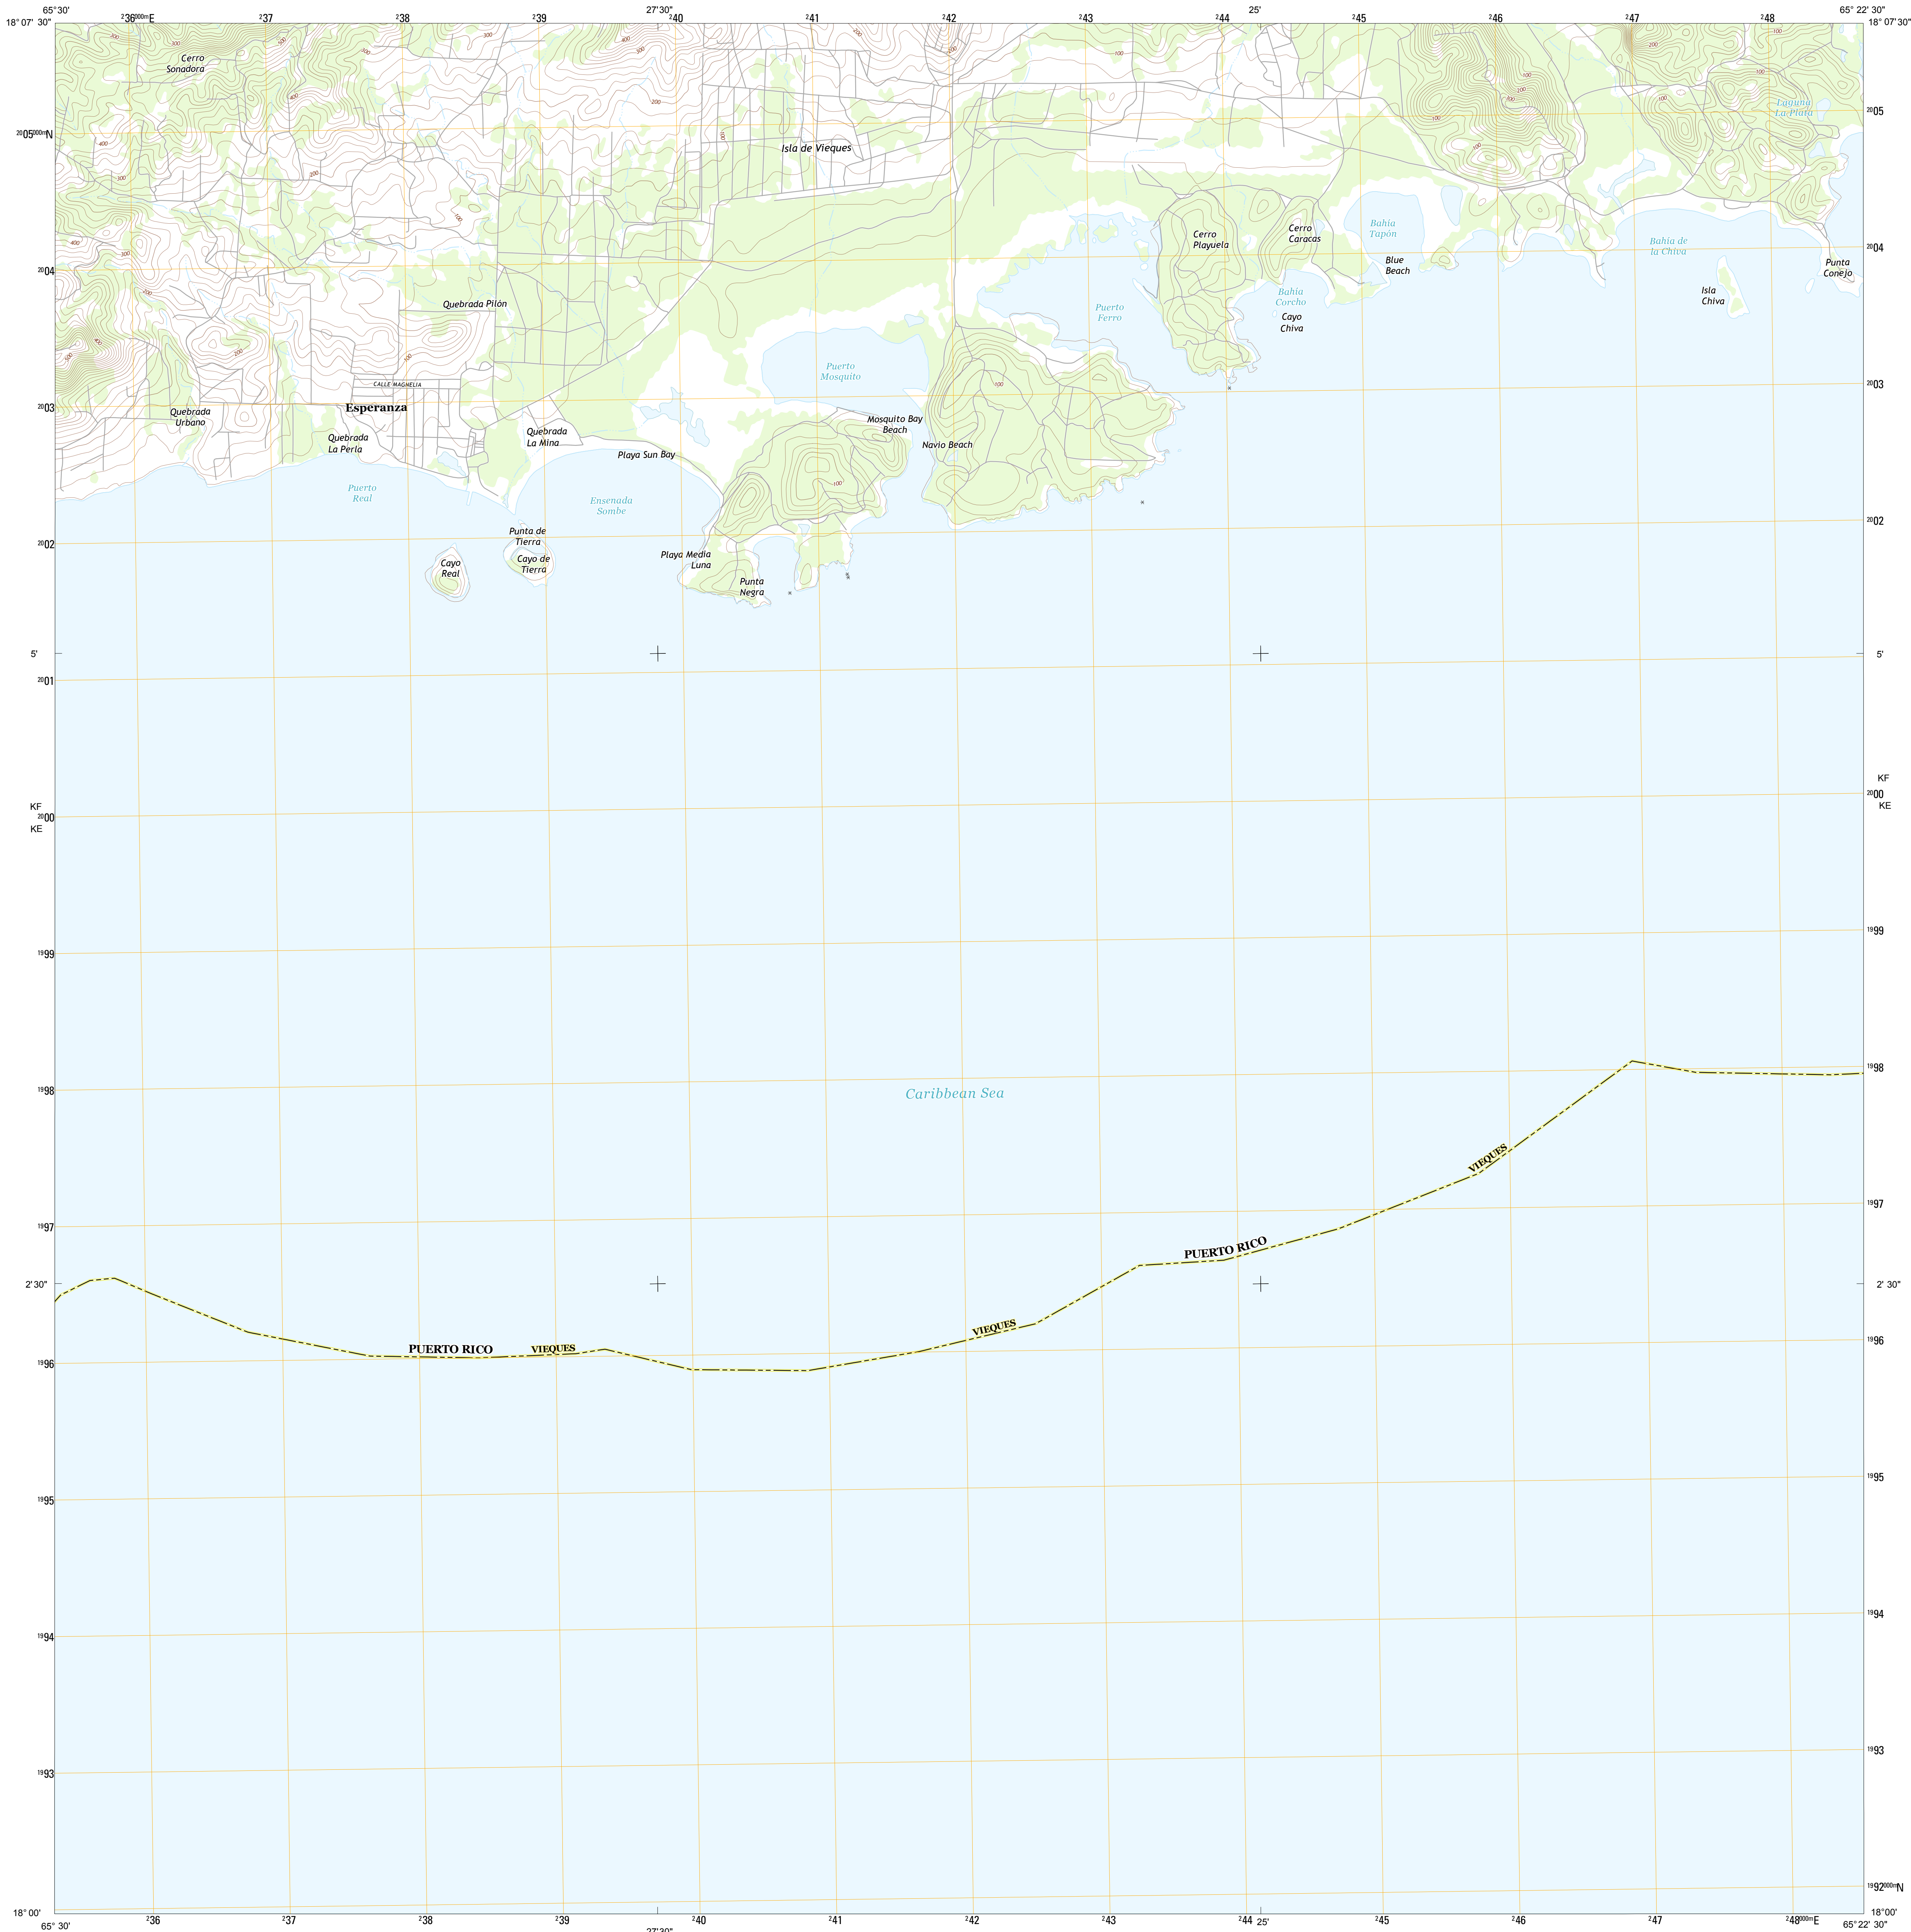 65° 30'
²36⁰⁰⁰ᵐE
²37
²38
²39
27'30"
²40
²41
²42
²43
²44
25'
²45
²46
²47
²48
65° 22' 30"
18° 07' 30"
18° 07'30"
Cerro
Sonadora
Laguna
La Plata
²⁰05⁰⁰⁰ᵐN
²⁰05
Isla de Vieques
Cerro
Playuela
Cerro
Caracas
Bahía
Tapón
Bahía de
la Chiva
Blue
Beach
Punta
Conejo
²⁰04
²⁰04
Quebrada Pilón
Puerto
Ferro
Bahía
Corcho
Cayo
Chiva
Isla
Chiva
Puerto
Mosquito
CALLE MAGNELIA
²⁰03
²⁰03
Esperanza
Quebrada
Urbano
Quebrada
La Perla
Quebrada
La Mina
Playa Sun Bay
Mosquito Bay
Beach
Navio Beach
Puerto
Real
Ensenada
Sombe
²⁰02
²⁰02
Punta de
Tierra
Cayo
Real
Cayo de
Tierra
Playa Media
Luna
Punta
Negra
5'
5'
²⁰01
KF
²⁰00
KE
KF
²⁰00
KE
¹⁹99
¹⁹99
¹⁹98
¹⁹98
Caribbean Sea
VIEQUES
¹⁹97
¹⁹97
PUERTO RICO
2'30"
2' 30"
VIEQUES
PUERTO RICO
VIEQUES
¹⁹96
¹⁹96
¹⁹95
¹⁹95
¹⁹94
¹⁹94
¹⁹93
¹⁹93
¹⁹92⁰⁰⁰ᵐN
18° 00'
18°00'
65° 30'
²36
²37
²38
²39
27'30"
²40
²41
²42
²43
²44
25'
²45
²46
²47
²48⁰⁰⁰ᵐE
65° 22' 30"